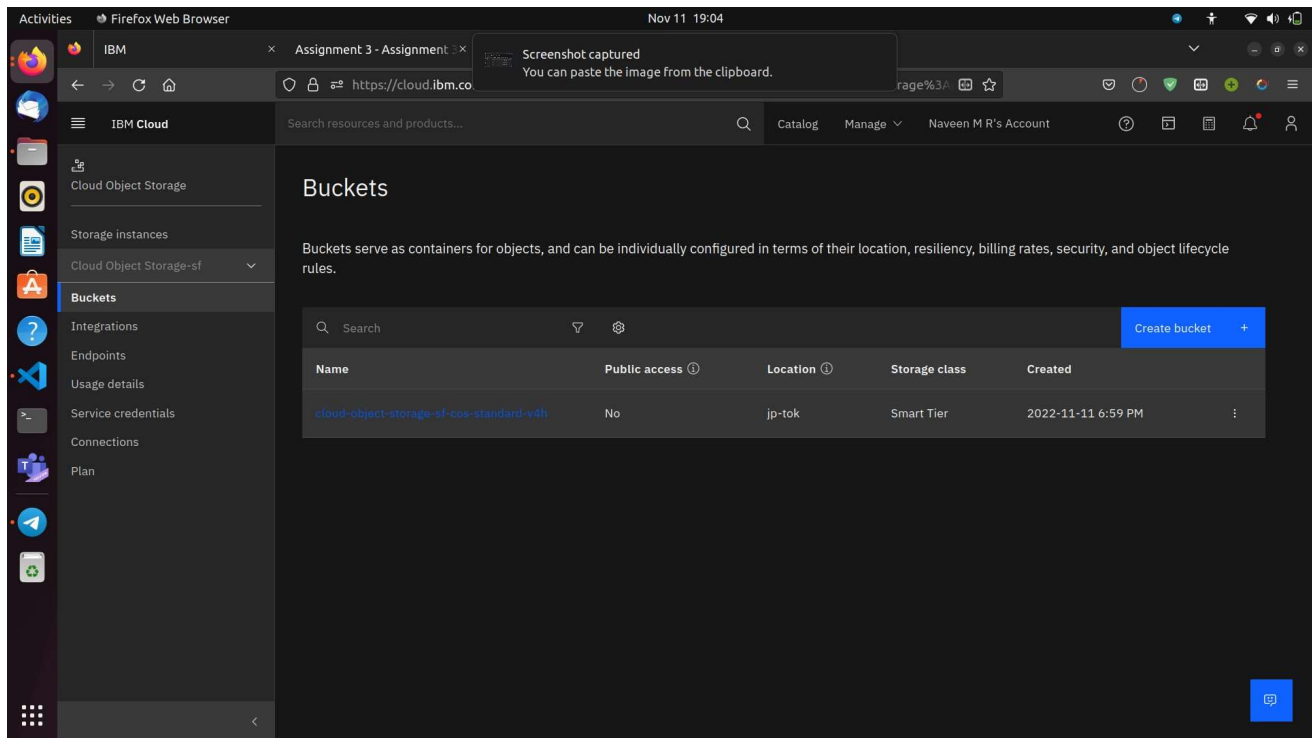 Activities Firefox Web Browser Nov 11 19:04
IBM × Assignment 3 - Assignment 3 ×
Screenshot captured
You can paste the image from the clipboard.
https://cloud.ibm.co rage%3A
IBM Cloud Search resources and products... Catalog Manage Naveen M R's Account
Cloud Object Storage
Storage instances
Cloud Object Storage-sf
Buckets
Integrations
Endpoints
Usage details
Service credentials
Connections
Plan
Buckets
Buckets serve as containers for objects, and can be individually configured in terms of their location, resiliency, billing rates, security, and object lifecycle
rules.
Search Create bucket +
Name Public access Location Storage class Created
cloud-object-storage-sf-cos-standard-v4h No jp-tok Smart Tier 2022-11-11 6:59 PM